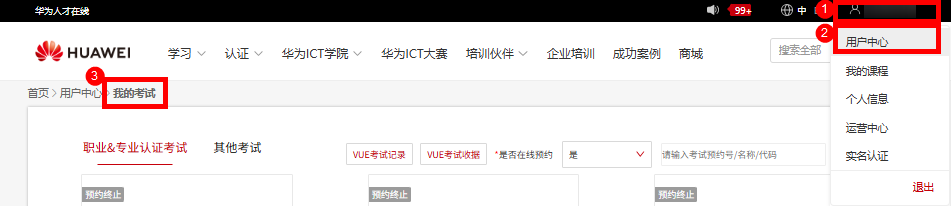 华为人才在线 99+ 中 1
2 用户中心
HUAWEI 学习 认证 华为ICT学院 华为ICT大赛 培训伙伴 企业培训 成功案例 商城 搜索全部
我的课程
3
首页 > 用户中心 > 我的考试
个人信息
运营中心
职业&专业认证考试 其他考试 VUE考试记录 VUE考试收据 *是否在线预约 是 请输入考试预约号/名称/代码
实名认证
退出
预约终止 预约终止 预约终止